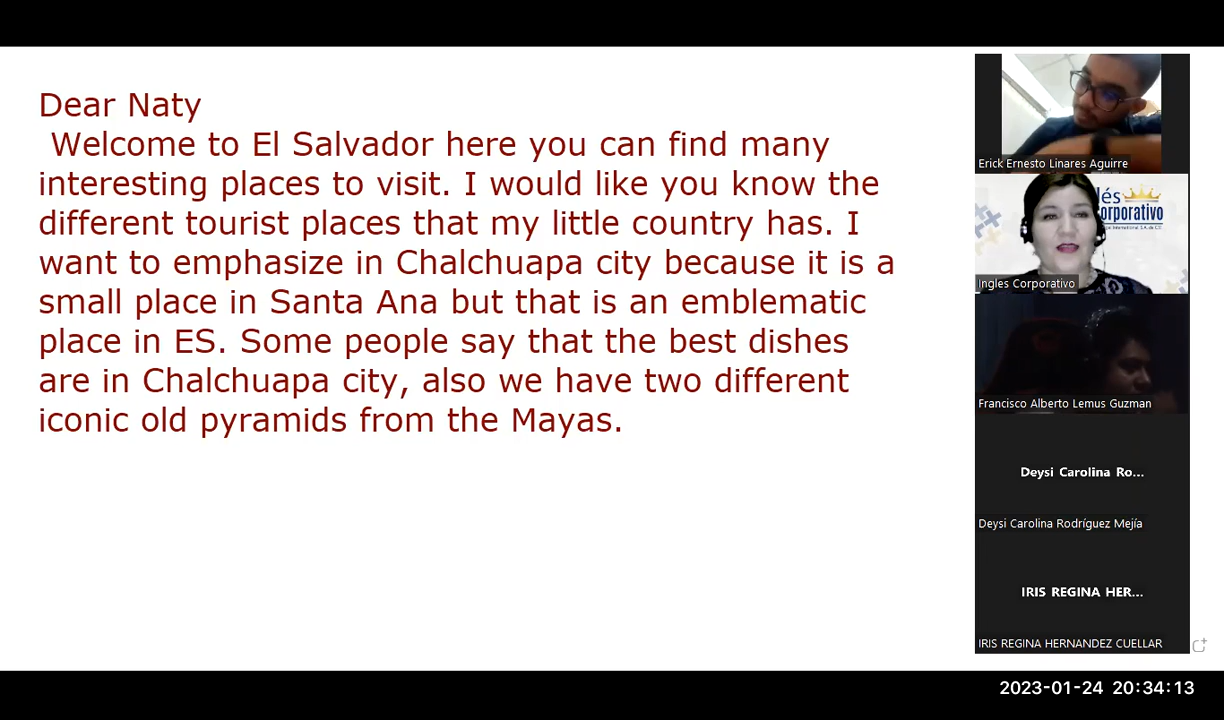 Dear Naty
Welcome to El Salvador here you can find many
interesting places to visit. I would like you know the
different tourist places that my little country has. I
want to emphasize in Chalchuapa city because it is a
small place in Santa Ana but that is an emblematic
place in ES. Some people say that the best dishes
are in Chalchuapa city, also we have two different
iconic old pyramids from the Mayas.
Erick Ernesto Linares Aguirre
lés
orporativo
Ingles Corporativo
Francisco Alberto Lemus Guzman
Deysi Carolina Ro...
Deysi Carolina Rodríguez Mejía
IRIS REGINA HER...
IRIS REGINA HERNANDEZ CUELLAR
2023-01-24 20:34:13